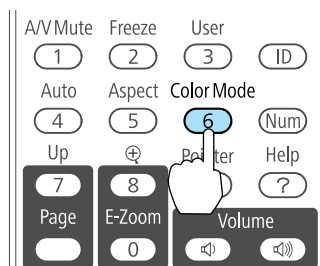 A/V Mute Freeze User
1 2 3 ID
Auto Aspect Color Mode
4 5 6 Num
Up Help
7 8 ?
Page E-Zoom Volume
0